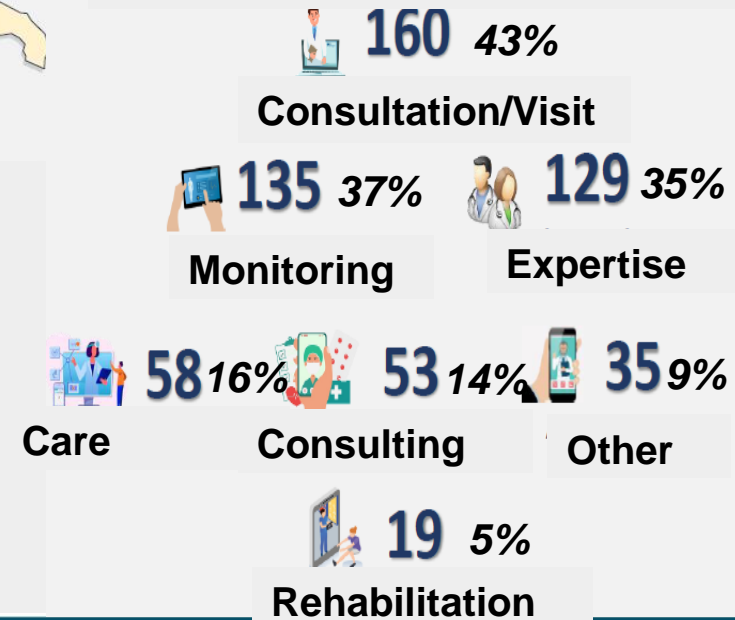 160 43%
Consultation/Visit
135 37%
129 35%
Monitoring
Expertise
58 16%
53 14%
35 9%
Care
Consulting
Other
19 5%
Rehabilitation